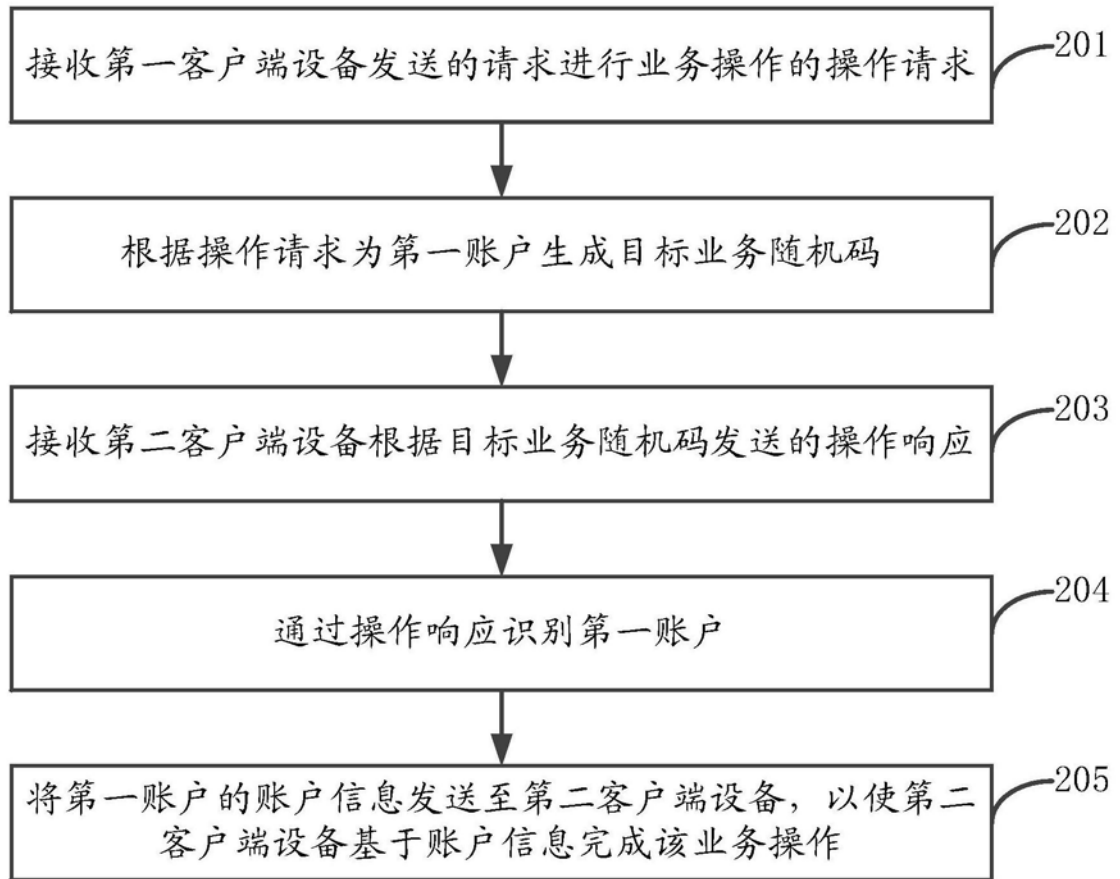 接收第一客户端设备发送的请求进行业务操作的操作请求
201
根据操作请求为第一账户生成目标业务随机码
202
接收第二客户端设备根据目标业务随机码发送的操作响应
203
通过操作响应识别第一账户
204
将第一账户的账户信息发送至第二客户端设备，以使第二
客户端设备基于账户信息完成该业务操作
205